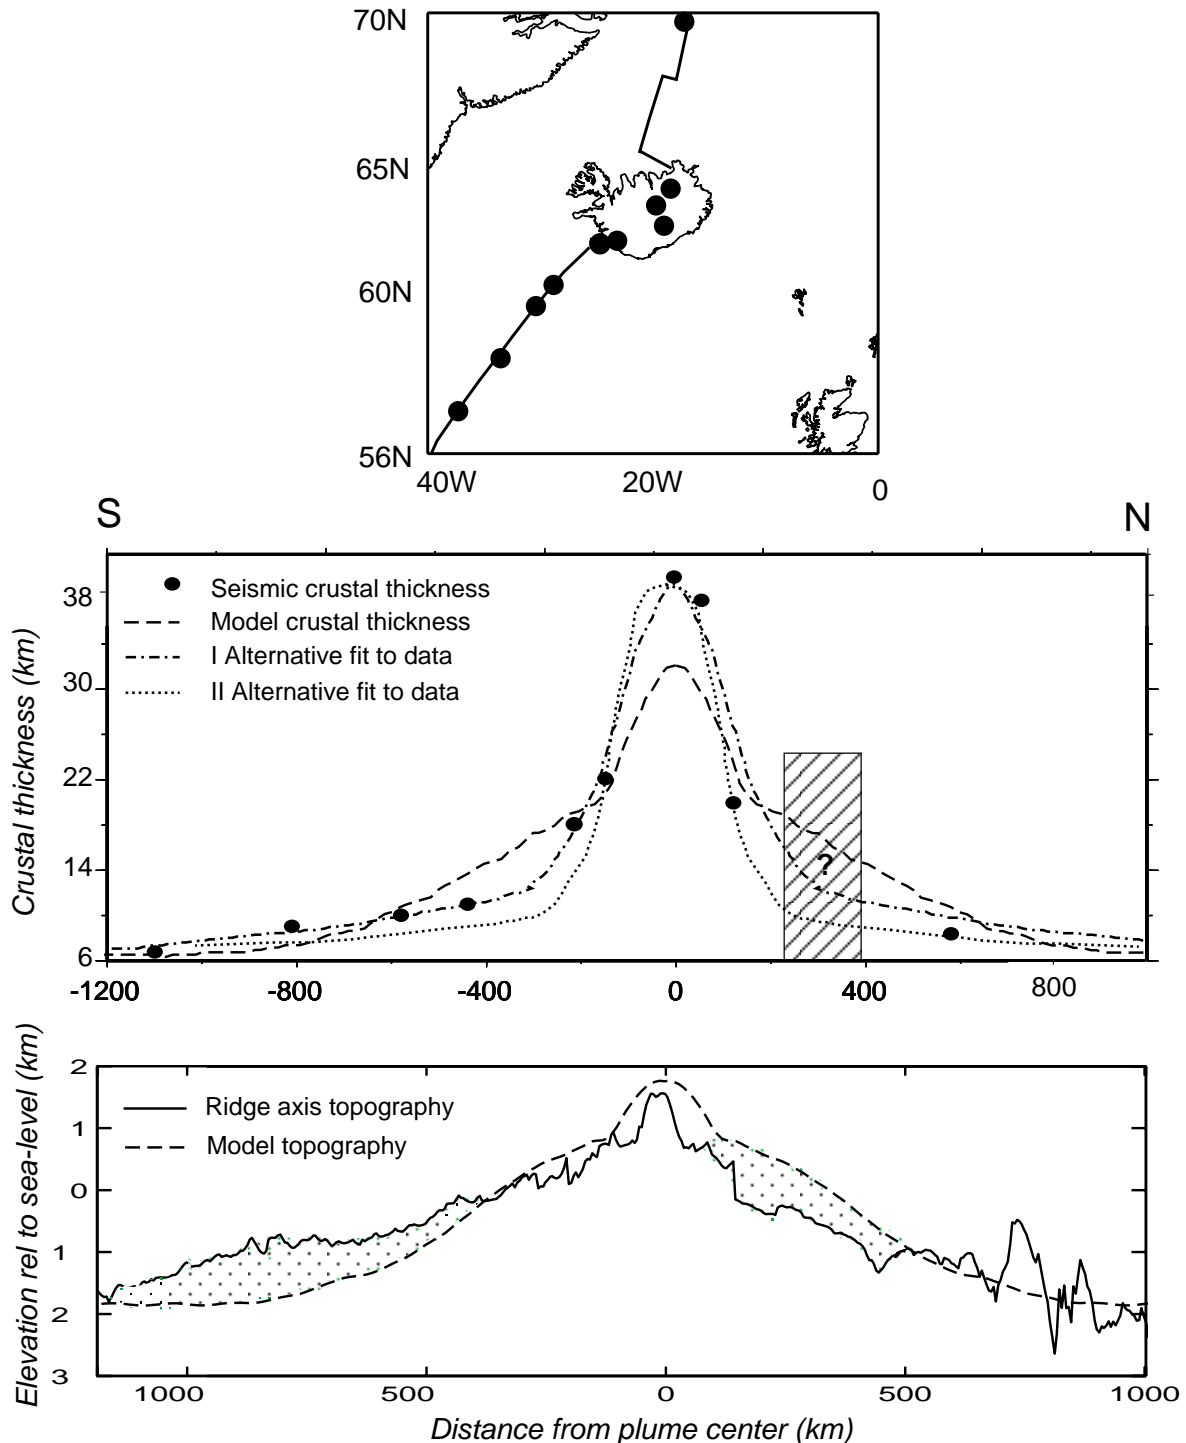 70N
65N
60N
56N
40W 20W 0
S N
Seismic crustal thickness
Model crustal thickness
I Alternative fit to data
II Alternative fit to data
Crustal thickness (km)
38
30
22
14
6
?
-1200 -800 -400 0 400 800
Elevation rel to sea-level (km)
2
1
0
1
2
3
Ridge axis topography
Model topography
1000 500 0 500 1000
Distance from plume center (km)